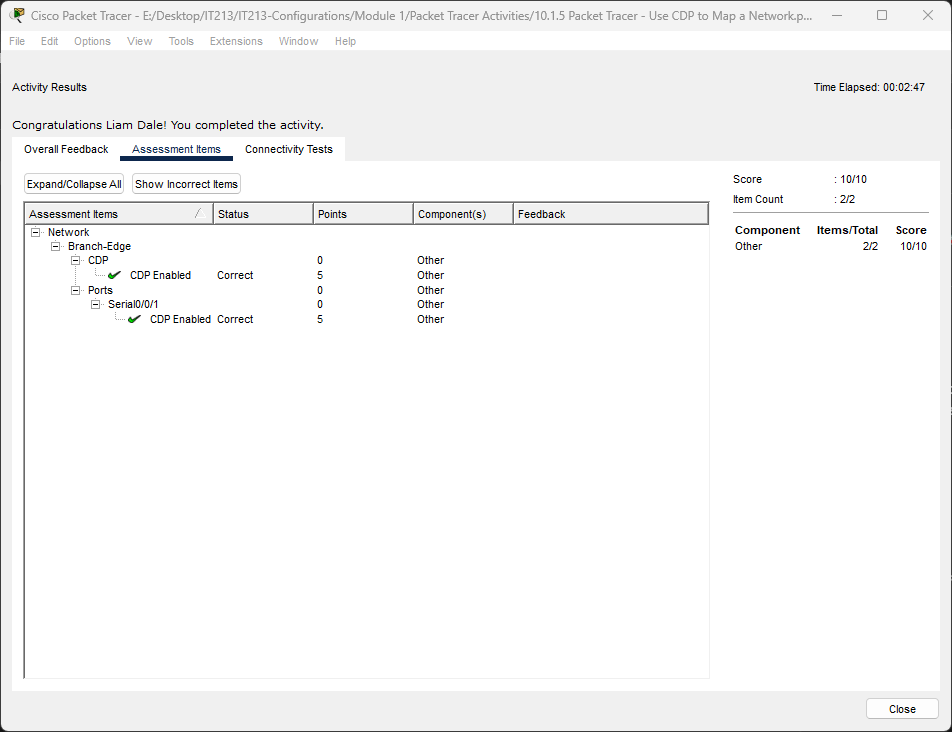 Cisco Packet Tracer - E:/Desktop/IT213/IT213-Configurations/Module 1/Packet Tracer Activities/10.1.5 Packet Tracer - Use CDP to Map a Network.p...
File Edit Options View Tools Extensions Window Help
Activity Results Time Elapsed: 00:02:47
Congratulations Liam Dale! You completed the activity.
Overall Feedback Assessment Items Connectivity Tests
Expand/Collapse All Show Incorrect Items
Assessment Items Status Points Component(s) Feedback
Network
Branch-Edge
CDP 0 Other
CDP Enabled Correct 5 Other
Ports 0 Other
Serial0/0/1 0 Other
CDP Enabled Correct 5 Other
Score : 10/10
Item Count : 2/2
Component Items/Total Score
Other 2/2 10/10
Close